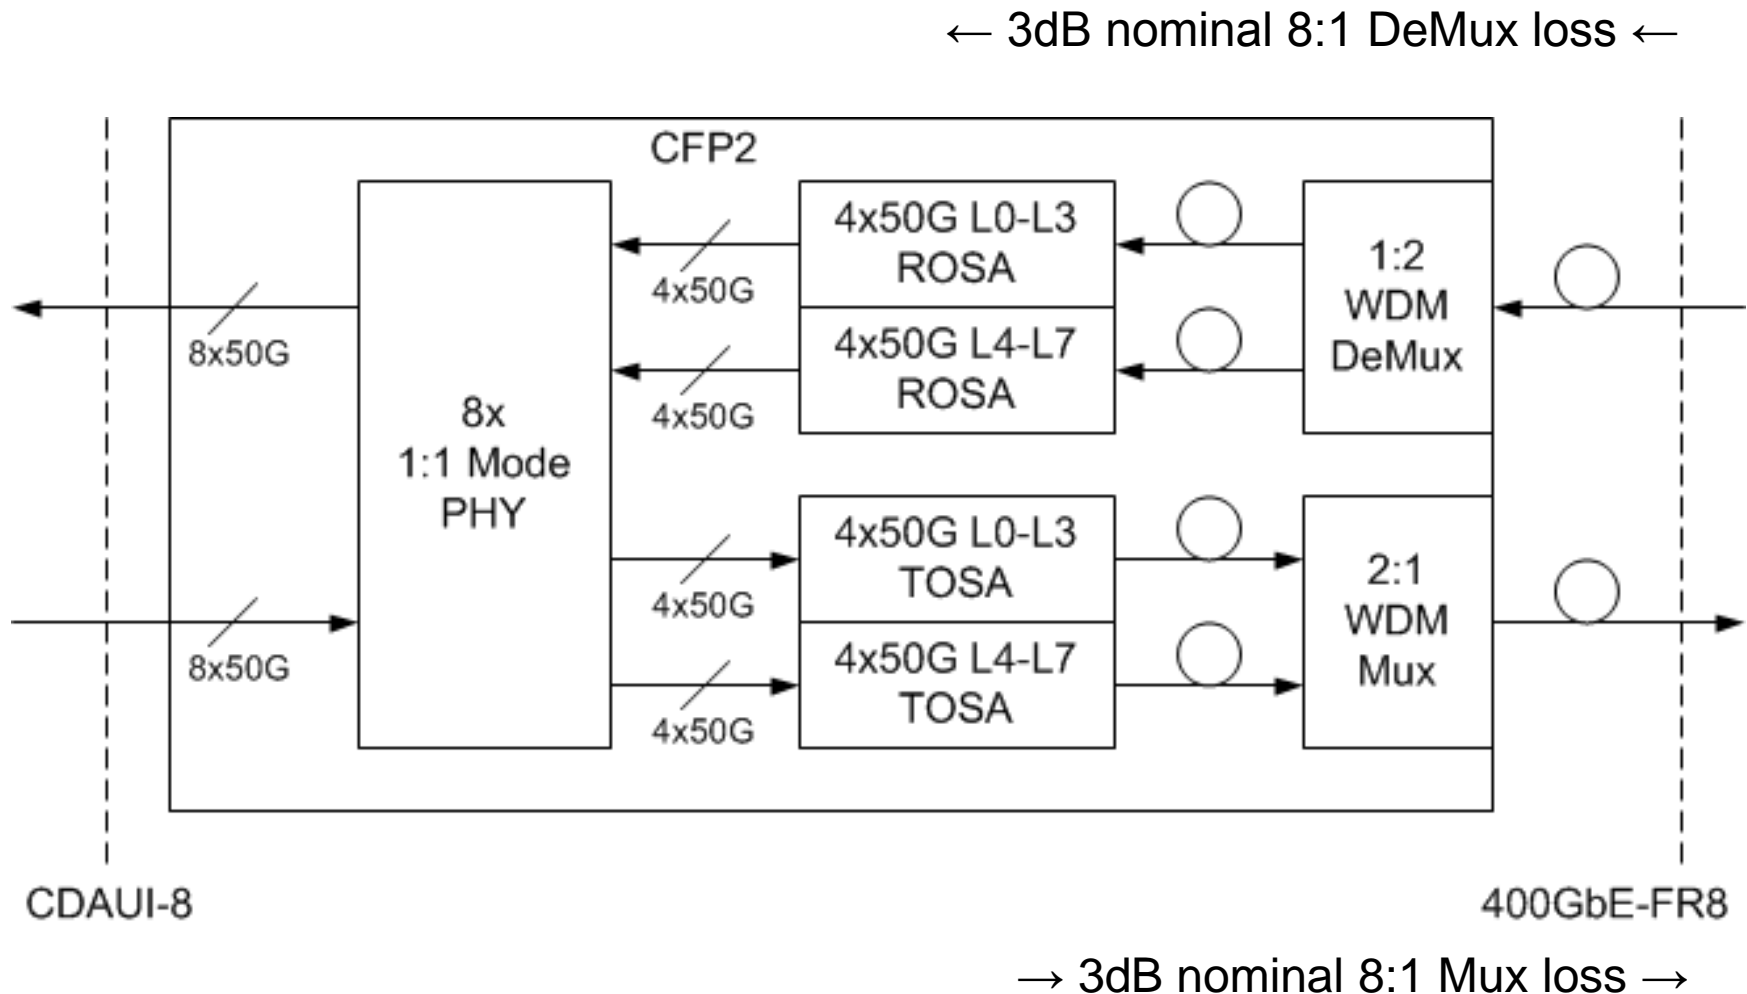 ← 3dB nominal 8:1 DeMux loss ←
CFP2
4x50G L0-L3
ROSA
4x50G
4x50G L4-L7
ROSA
4x50G
1:2
WDM
DeMux
8x50G
8x
1:1 Mode
PHY
4x50G L0-L3
TOSA
4x50G
4x50G L4-L7
TOSA
4x50G
2:1
WDM
Mux
8x50G
CDAUI-8
400GbE-FR8
→ 3dB nominal 8:1 Mux loss →